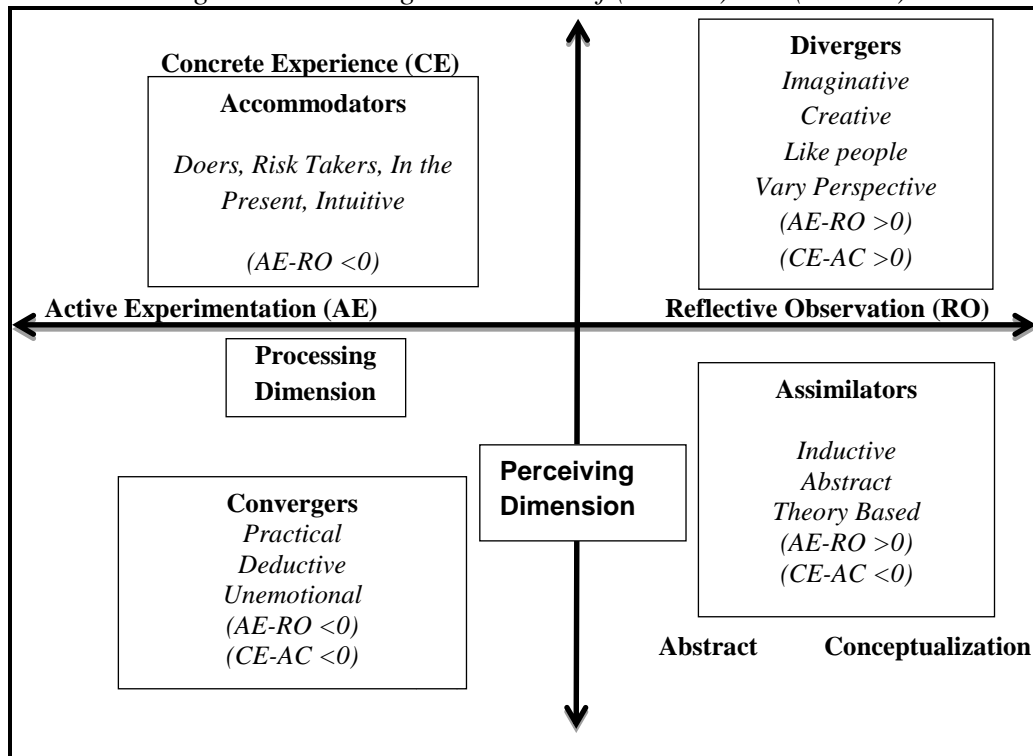 Concrete Experience (CE)
Accommodators
Doers, Risk Takers, In the
Present, Intuitive
(AE-RO <0)
Divergers
Imaginative
Creative
Like people
Vary Perspective
(AE-RO >0)
(CE-AC >0)
Active Experimentation (AE)
Reflective Observation (RO)
Processing
Dimension
Perceiving
Dimension
Convergers
Practical
Deductive
Unemotional
(AE-RO <0)
(CE-AC <0)
Assimilators
Inductive
Abstract
Theory Based
(AE-RO >0)
(CE-AC <0)
Abstract Conceptualization